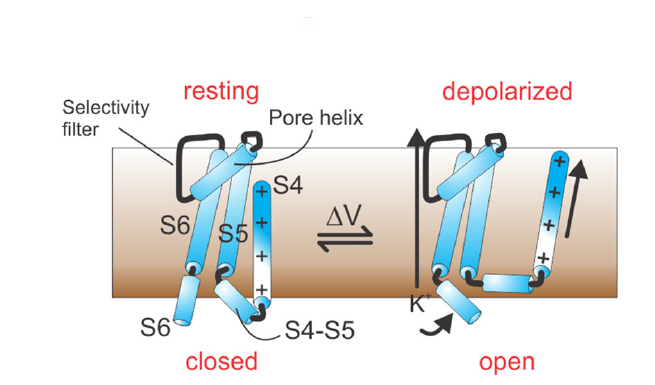 resting
depolarized
Selectivity
filter
Pore helix
+ S4
+
+
+
S6
S5
ΔV
+
+
+
+
K⁺
S6
S4-S5
closed
open